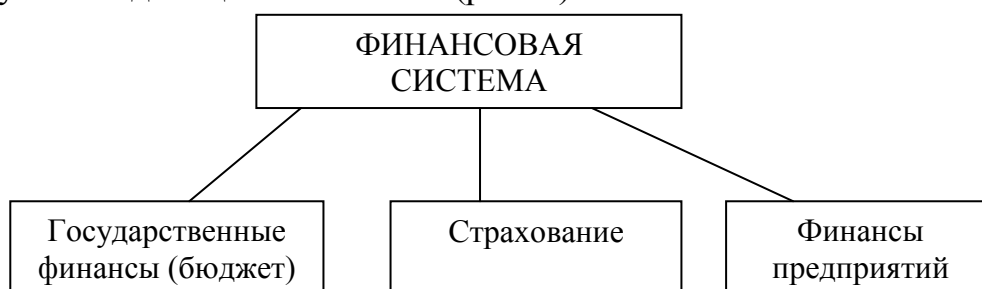 ФИНАНСОВАЯ
СИСТЕМА
Государственные
финансы (бюджет)
Страхование
Финансы
предприятий